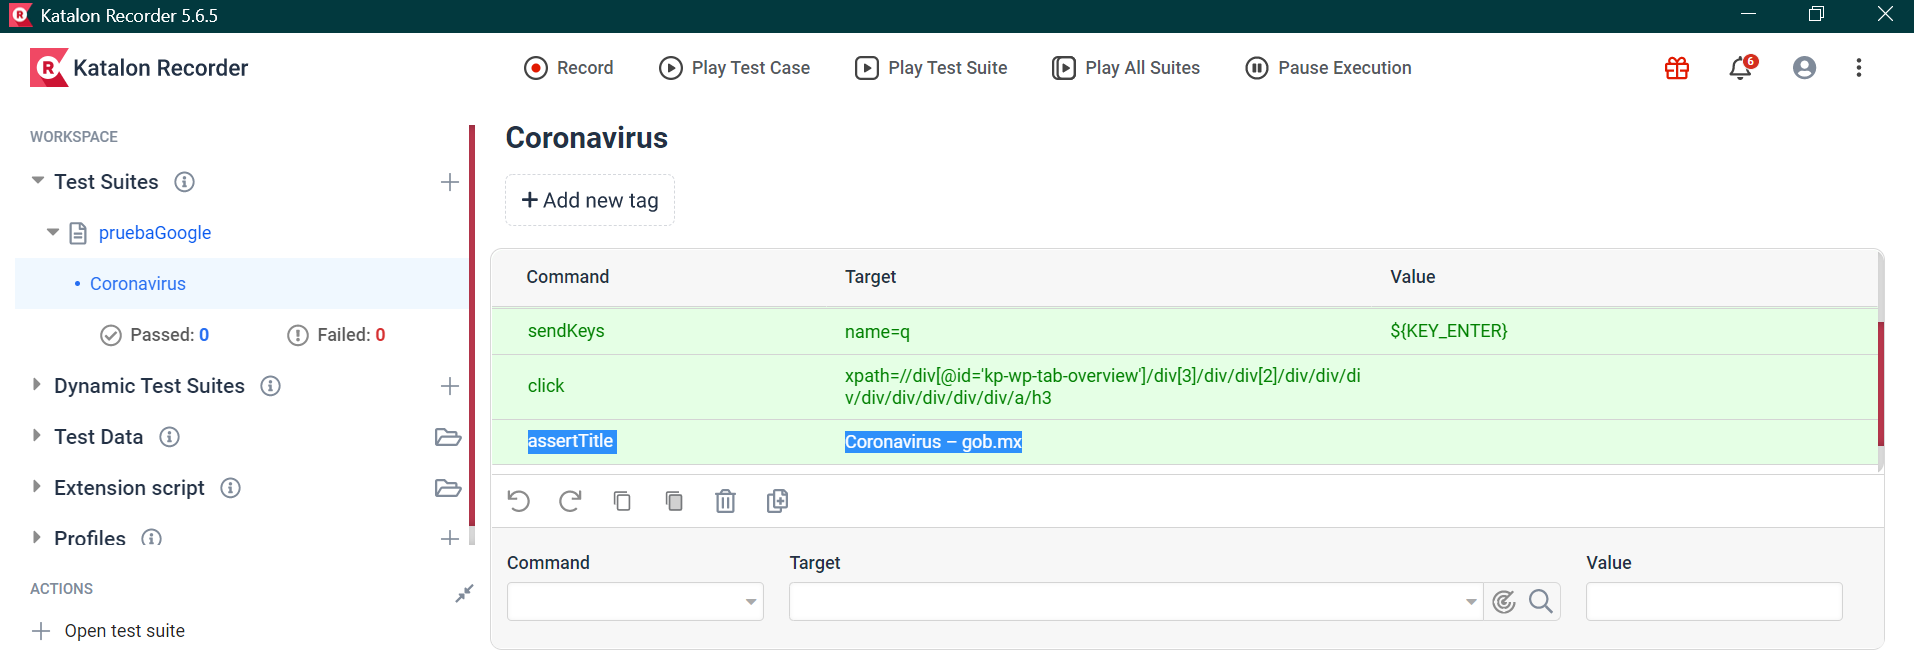 Katalon Recorder 5.6.5
Katalon Recorder
Record
Play Test Case
Play Test Suite
Play All Suites
Pause Execution
6
WORKSPACE
Test Suites
pruebaGoogle
• Coronavirus
Passed: 0
Failed: 0
Dynamic Test Suites
Test Data
Extension script
Profiles
ACTIONS
Open test suite
Coronavirus
+ Add new tag
Command Target Value
sendKeys name=q ${KEY_ENTER}
click xpath=//div[@id='kp-wp-tab-overview']/div[3]/div/div[2]/div/div/di
v/div/div/div/div/div/a/h3
assertTitle Coronavirus – gob.mx
Command Target Value